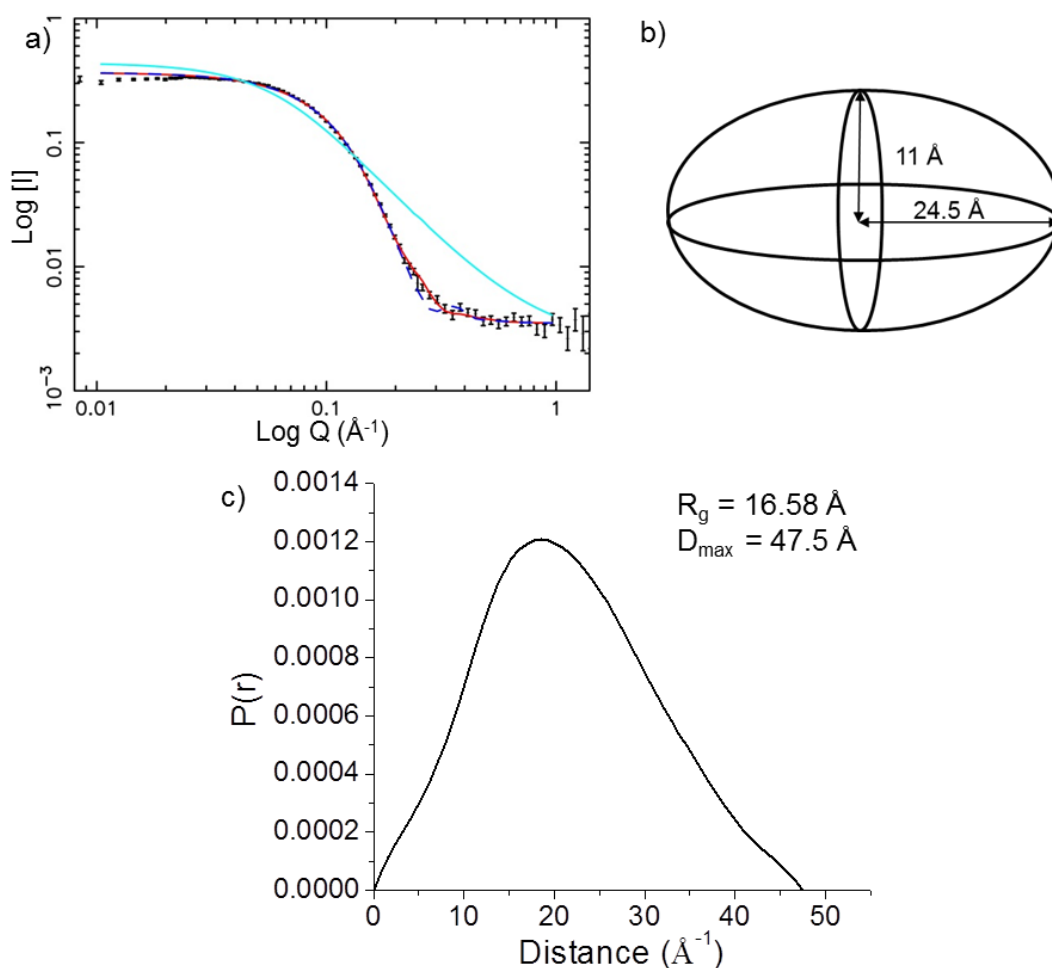 a)
1
0.1
0.01
10⁻³
Log [I]
0.01
0.1
1
Log Q (Å⁻¹)
b)
11 Å
24.5 Å
c)
0.0014
0.0012
0.0010
0.0008
0.0006
0.0004
0.0002
0.0000
P(r)
R_g = 16.58 Å
D_max = 47.5 Å
0 10 20 30 40 50
Distance (Å⁻¹)